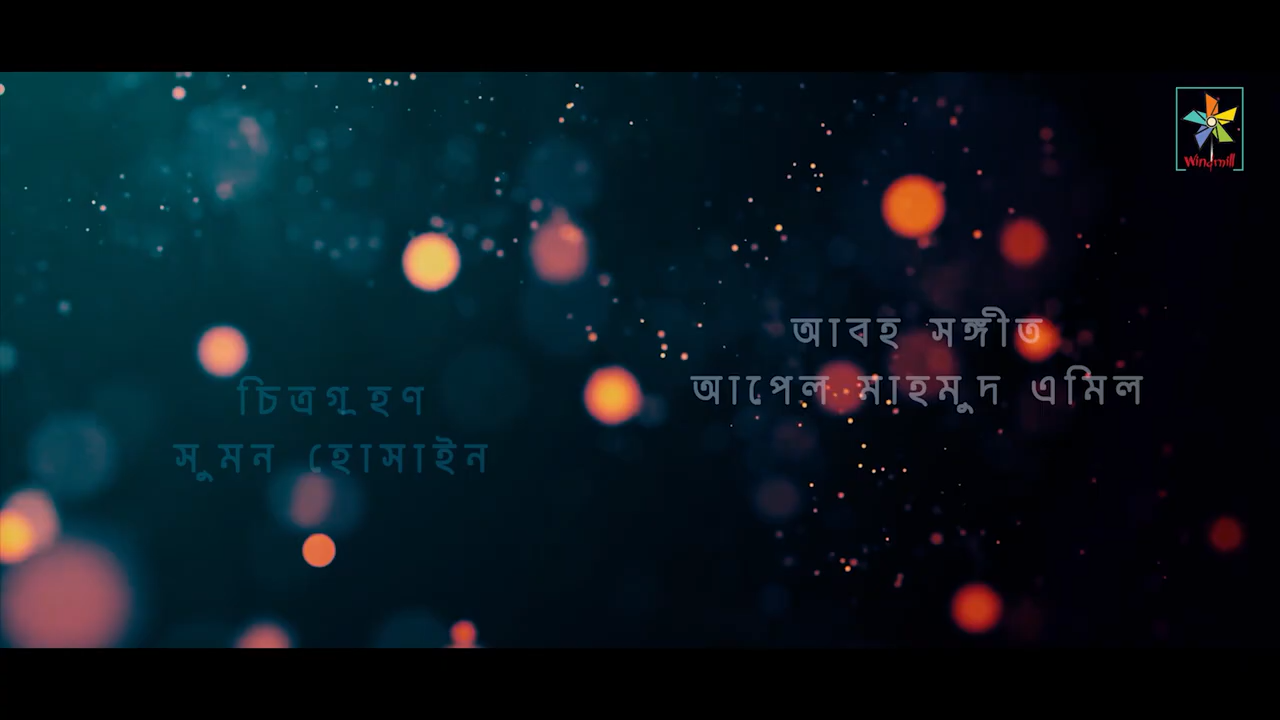 চিত্রগ্রহণ
সুমন হোসাইন
আবহ সঙ্গীত
আপেল মাহমুদ এমিল
Windmill